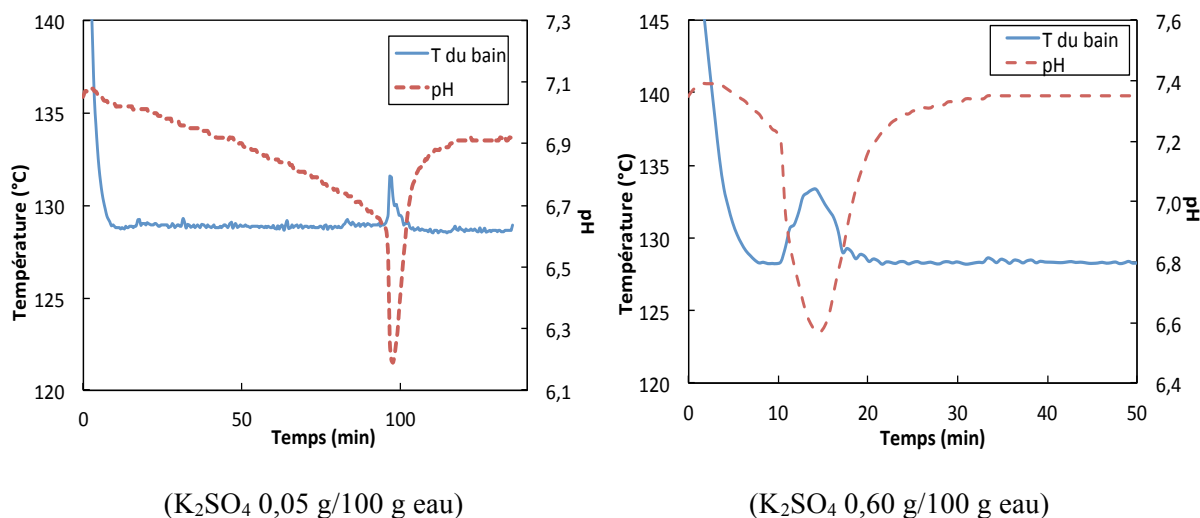 140
135
130
125
120
Température (°C)
T du bain
pH
7,3
7,1
6,9
6,7
6,5
6,3
6,1
pH
0
50
100
Temps (min)
(K₂SO₄ 0,05 g/100 g eau)
145
140
135
130
125
120
Température (°C)
T du bain
pH
7,6
7,4
7,2
7,0
6,8
6,6
6,4
pH
0
10
20
30
40
50
Temps (min)
(K₂SO₄ 0,60 g/100 g eau)